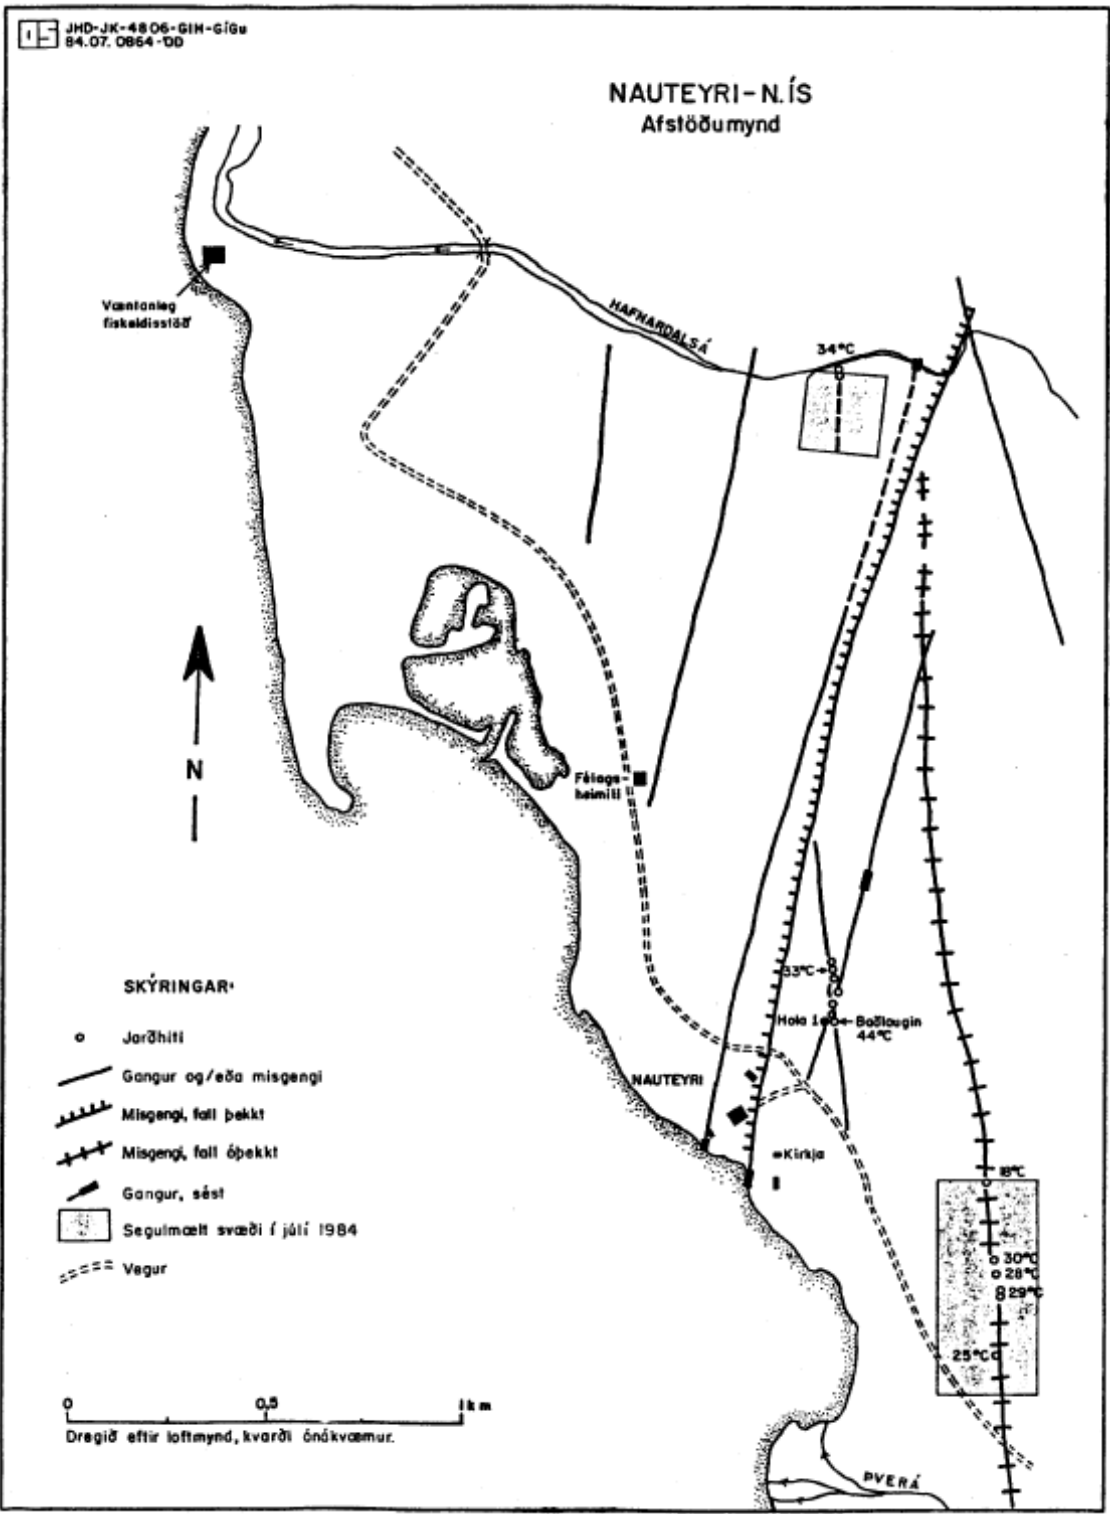 OS JHD-JK-4806-GIH-GíGu
84.07. 0864-ÓD
NAUTEYRI-N.ÍS
Afstöðumynd
Væntanleg
fiskeldisstöð
HAFNARDALSÁ
34°C
N
Félags-
heimili
33°C
Hola 1
Baðlaugin
44°C
NAUTEYRI
Kirkja
18°C
30°C
28°C
29°C
25°C
SKÝRINGAR:
Jarðhiti
Gangur og/eða misgengi
Misgengi, fall þekkt
Misgengi, fall óþekkt
Gangur, sést
Segulmælt svæði í júlí 1984
Vegur
0 0,5 1km
Dregið eftir loftmynd, kvarði ónákvæmur.
ÞVERÁ